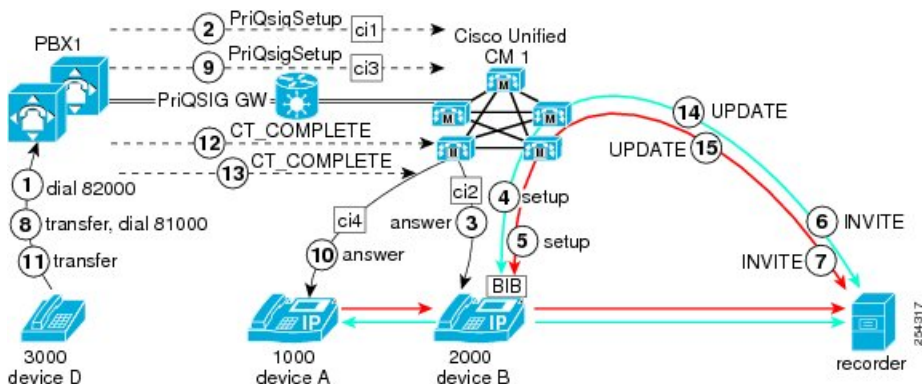 PBX1
2 PriQsigSetup ci1
9 PriQsigSetup ci3
Cisco Unified
CM 1
PriQSIG GW
M
M
M
M
M
12 CT_COMPLETE
13 CT_COMPLETE
14 UPDATE
UPDATE 15
1 dial 82000
8 transfer, dial 81000
11 transfer
ci4
ci2
answer 3
10 answer
4 setup
5 setup
6 INVITE
INVITE 7
BIB
IP
IP
3000
device D
1000
device A
2000
device B
recorder
254317